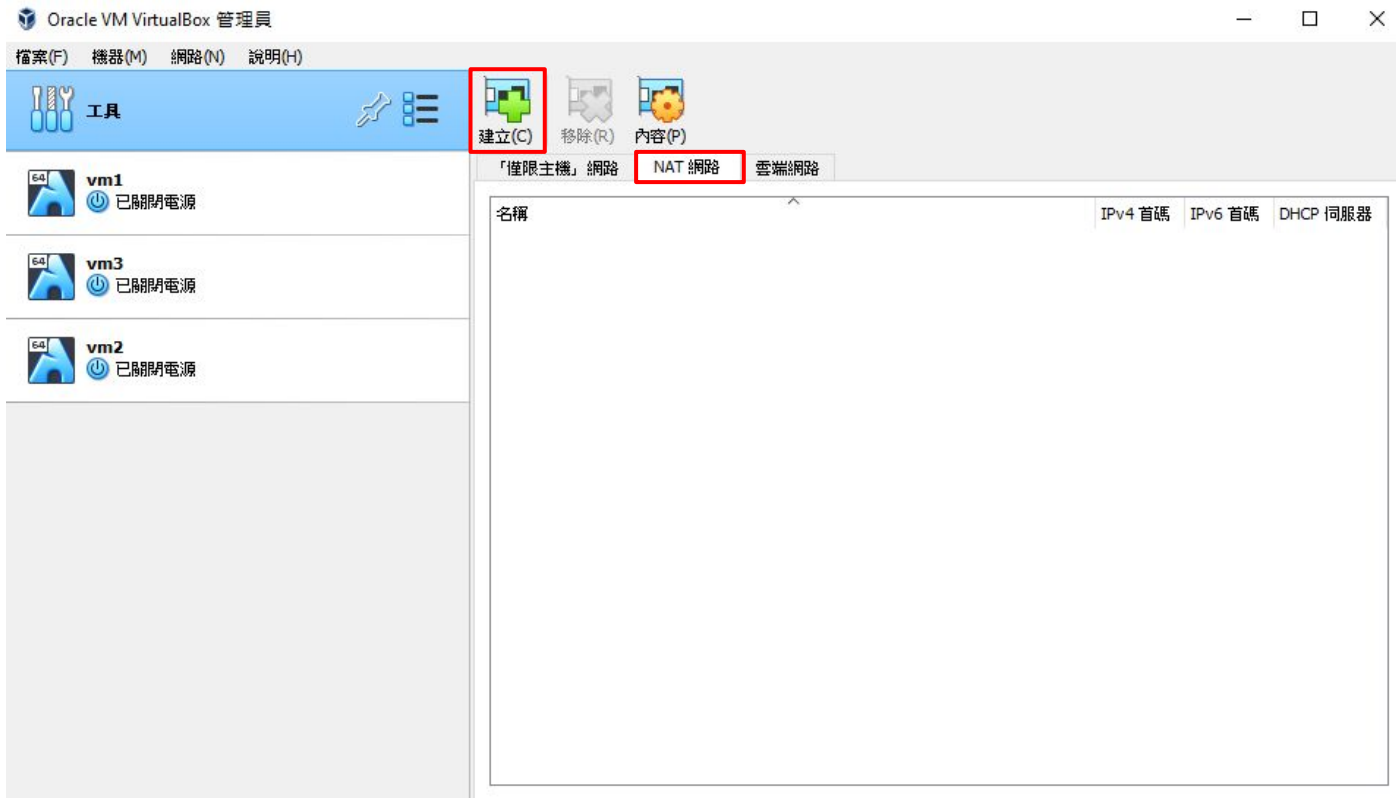 Oracle VM VirtualBox 管理員
檔案(F) 機器(M) 網路(N) 說明(H)
工具
建立(C) 移除(R) 內容(P)
「僅限主機」網路 NAT 網路 雲端網路
名稱 IPv4 首碼 IPv6 首碼 DHCP 伺服器
64
vm1
已關閉電源
64
vm3
已關閉電源
64
vm2
已關閉電源